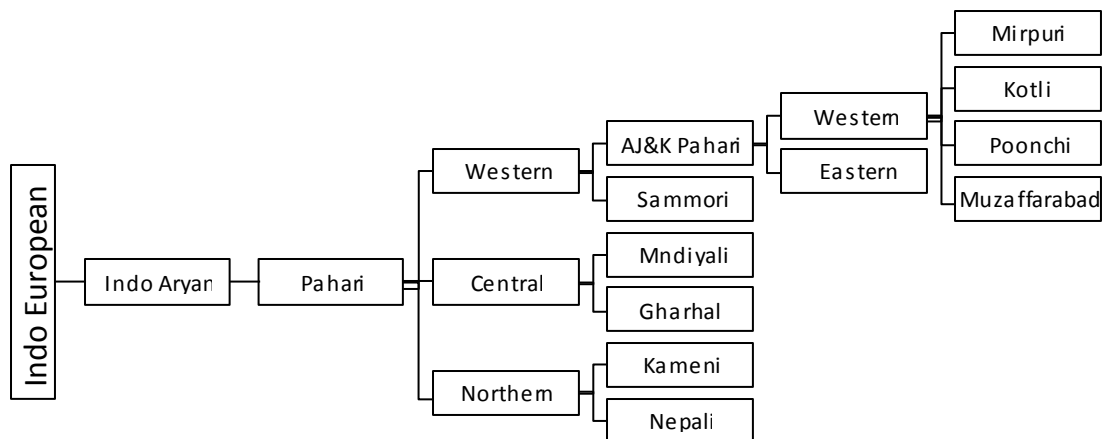 Indo European
Indo Aryan
Pahari
Western
AJ&K Pahari
Western
Mirpuri
Kotli
Poonchi
Muzaffarabad
Eastern
Sammori
Central
Mndiyali
Gharhal
Northern
Kameni
Nepali